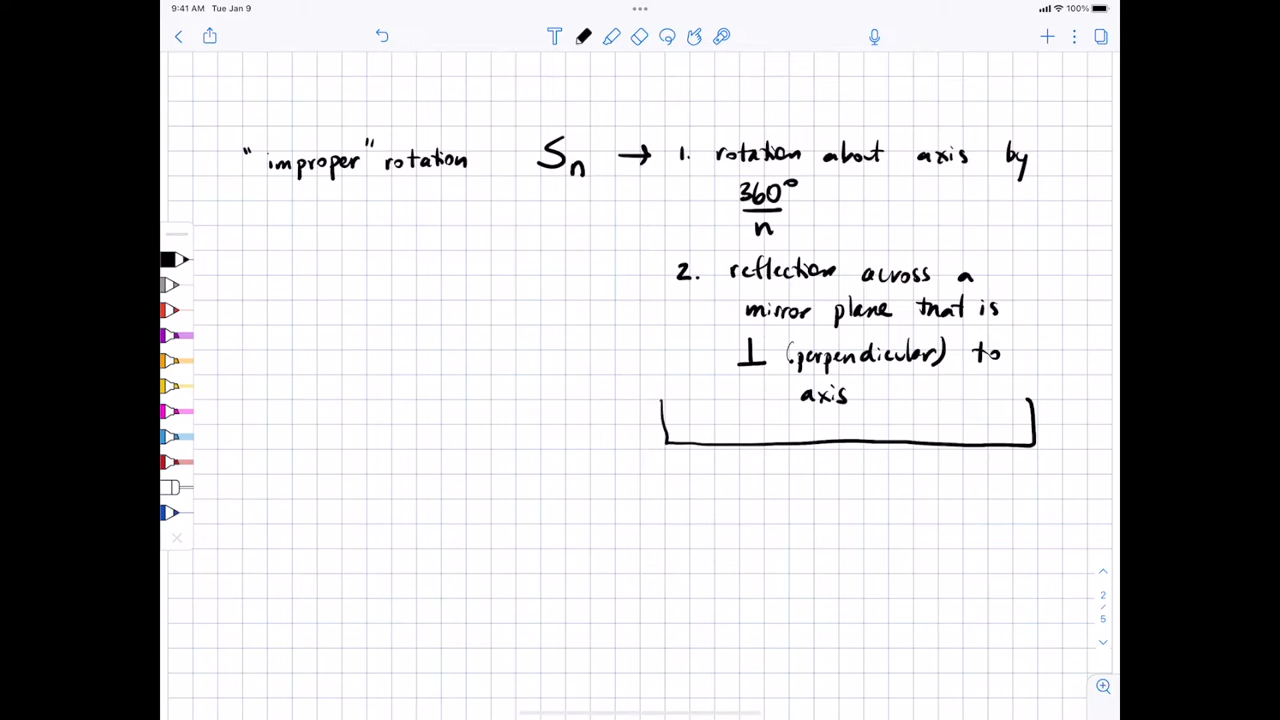 9:41 AM Tue Jan 9
100%
"improper" rotation Sn → 1. rotation about axis by
360°
n
2. reflection across a
mirror plane that is
⊥ (perpendicular) to
axis
2
/
5